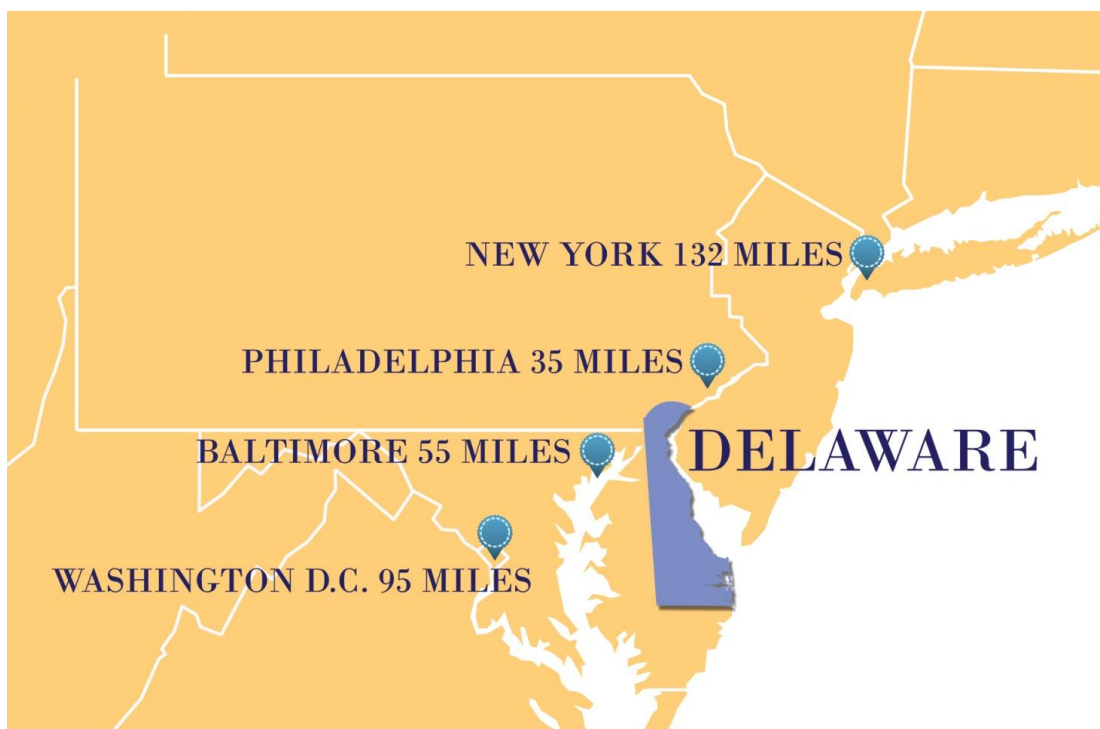 NEW YORK 132 MILES
PHILADELPHIA 35 MILES
DELAWARE
BALTIMORE 55 MILES
WASHINGTON D.C. 95 MILES